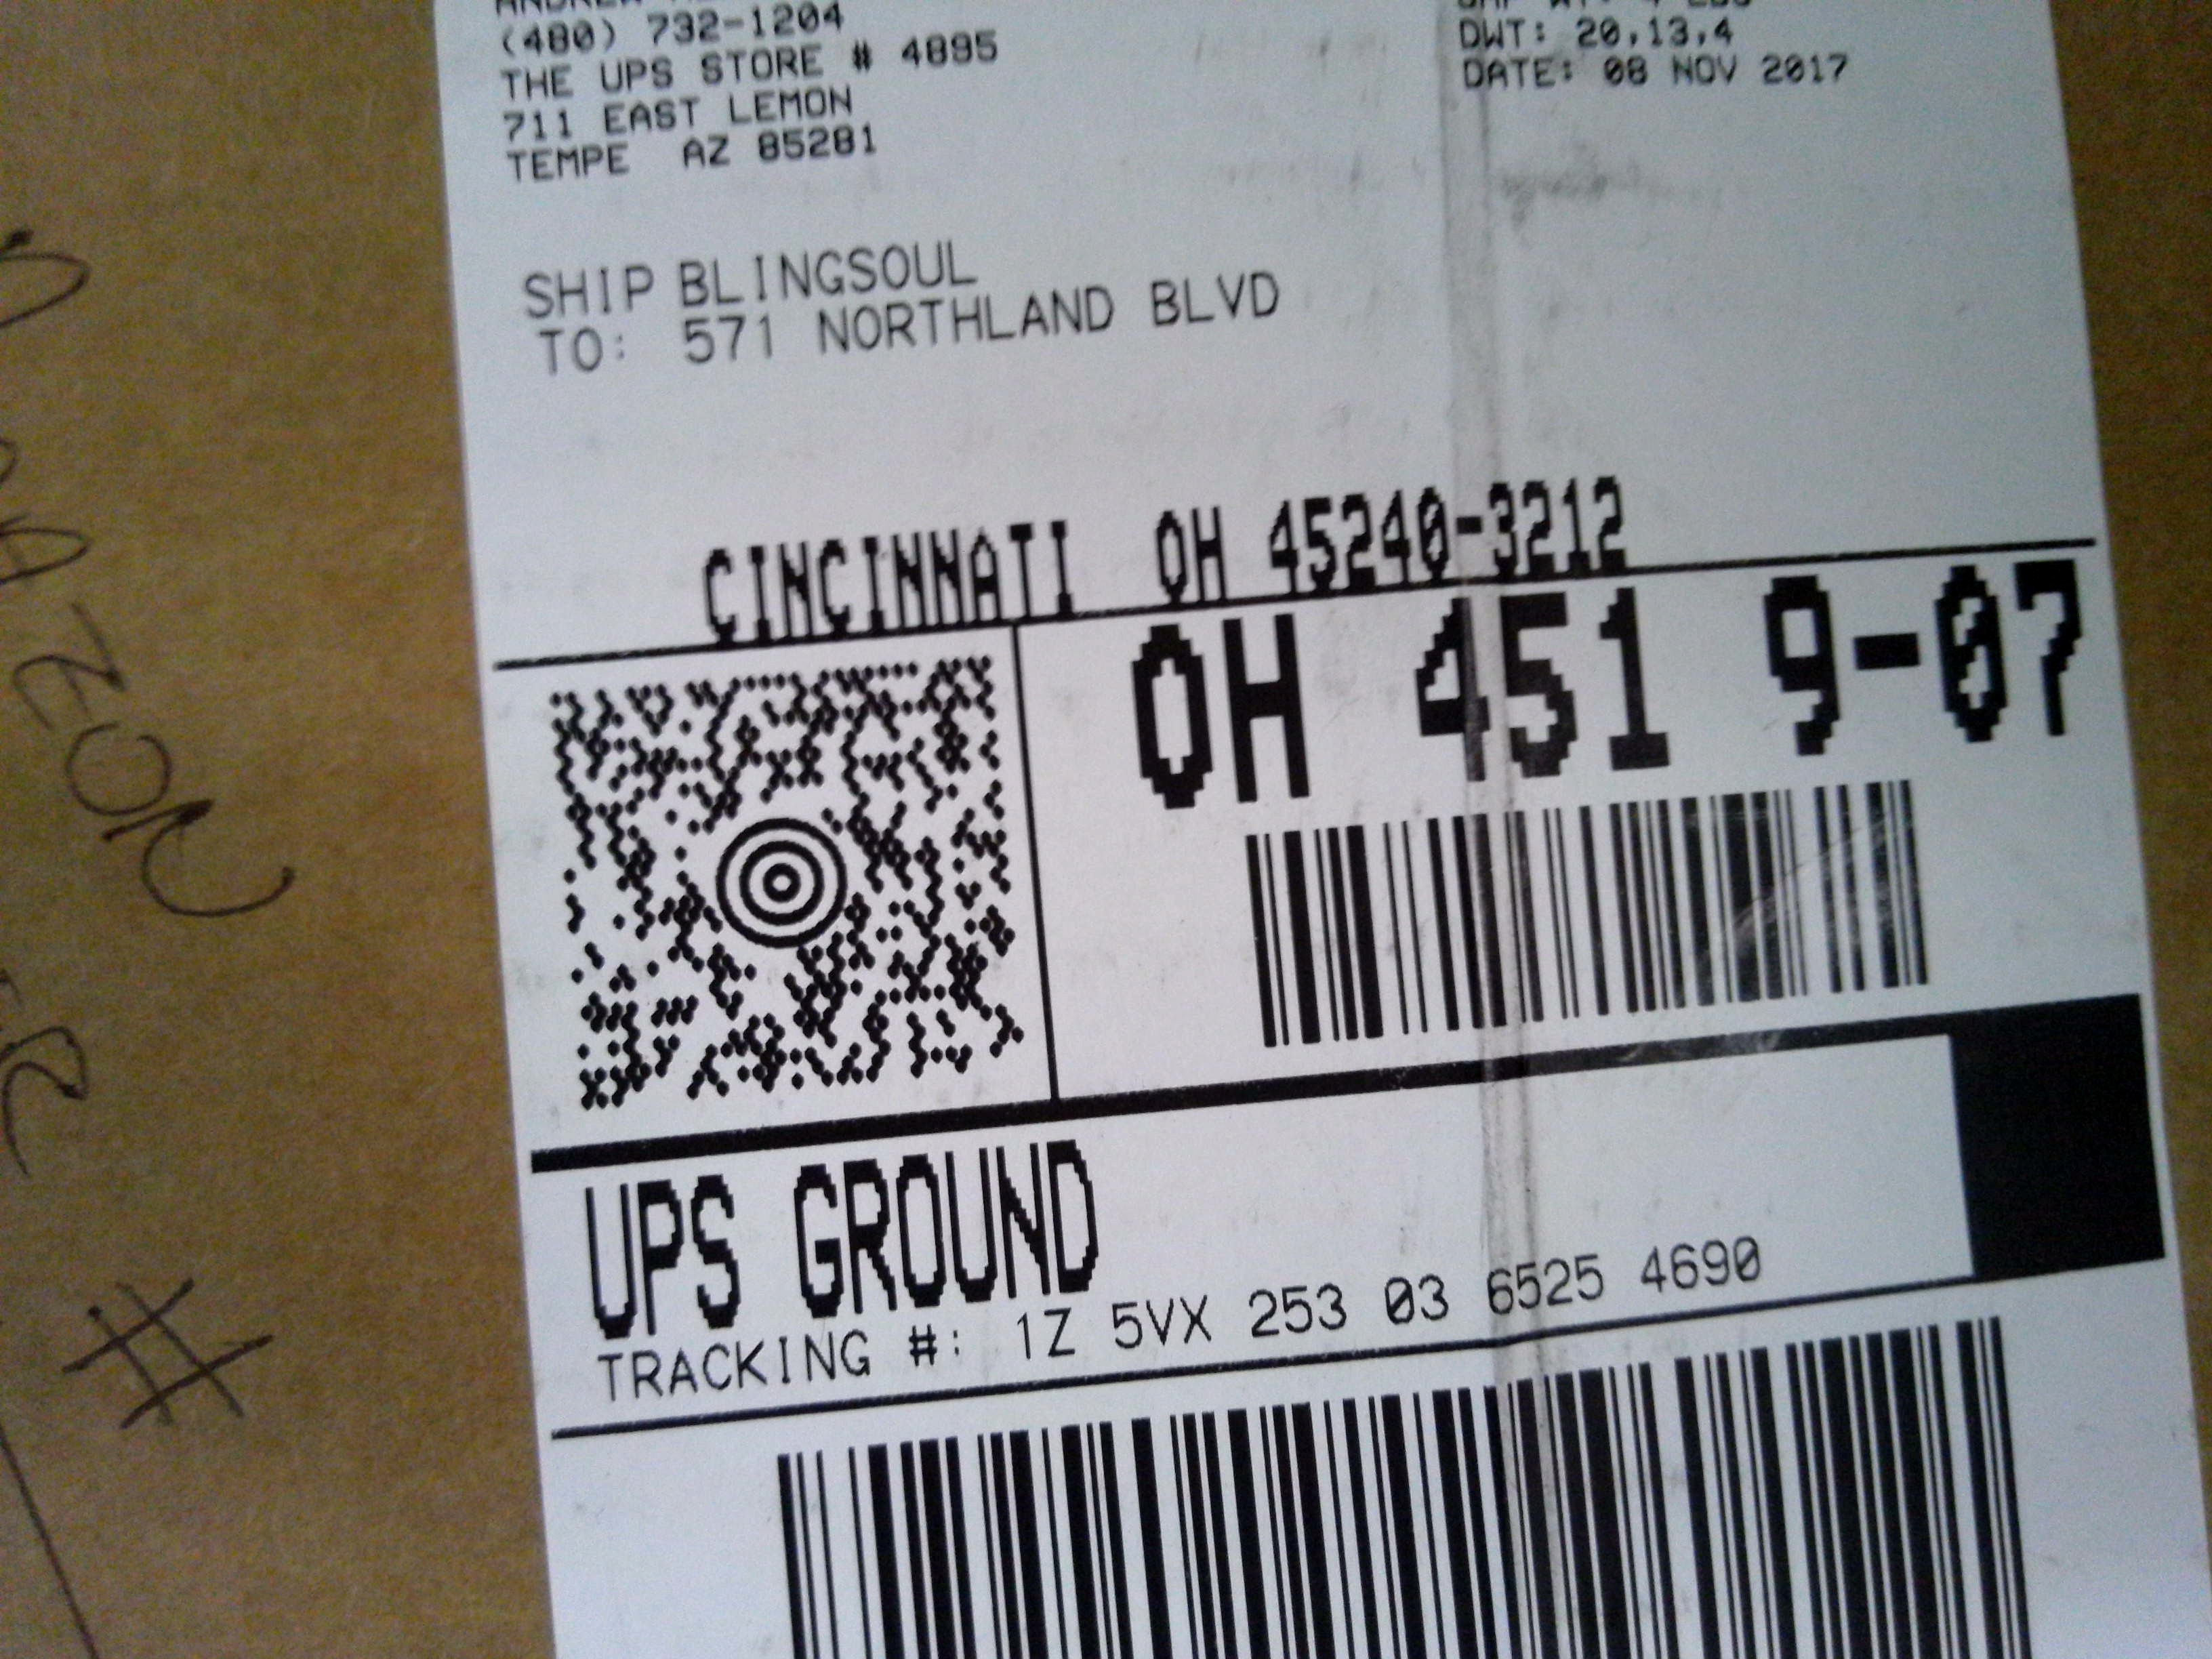 (480) 732-1204
THE UPS STORE # 4895
711 EAST LEMON
TEMPE AZ 85281
DWT: 20,13,4
DATE: 08 NOV 2017
SHIP BLINGSOUL
TO: 571 NORTHLAND BLVD
CINCINNATI OH 45240-3212
OH 451 9-07
UPS GROUND
TRACKING #: 1Z 5VX 253 03 6525 4690
#